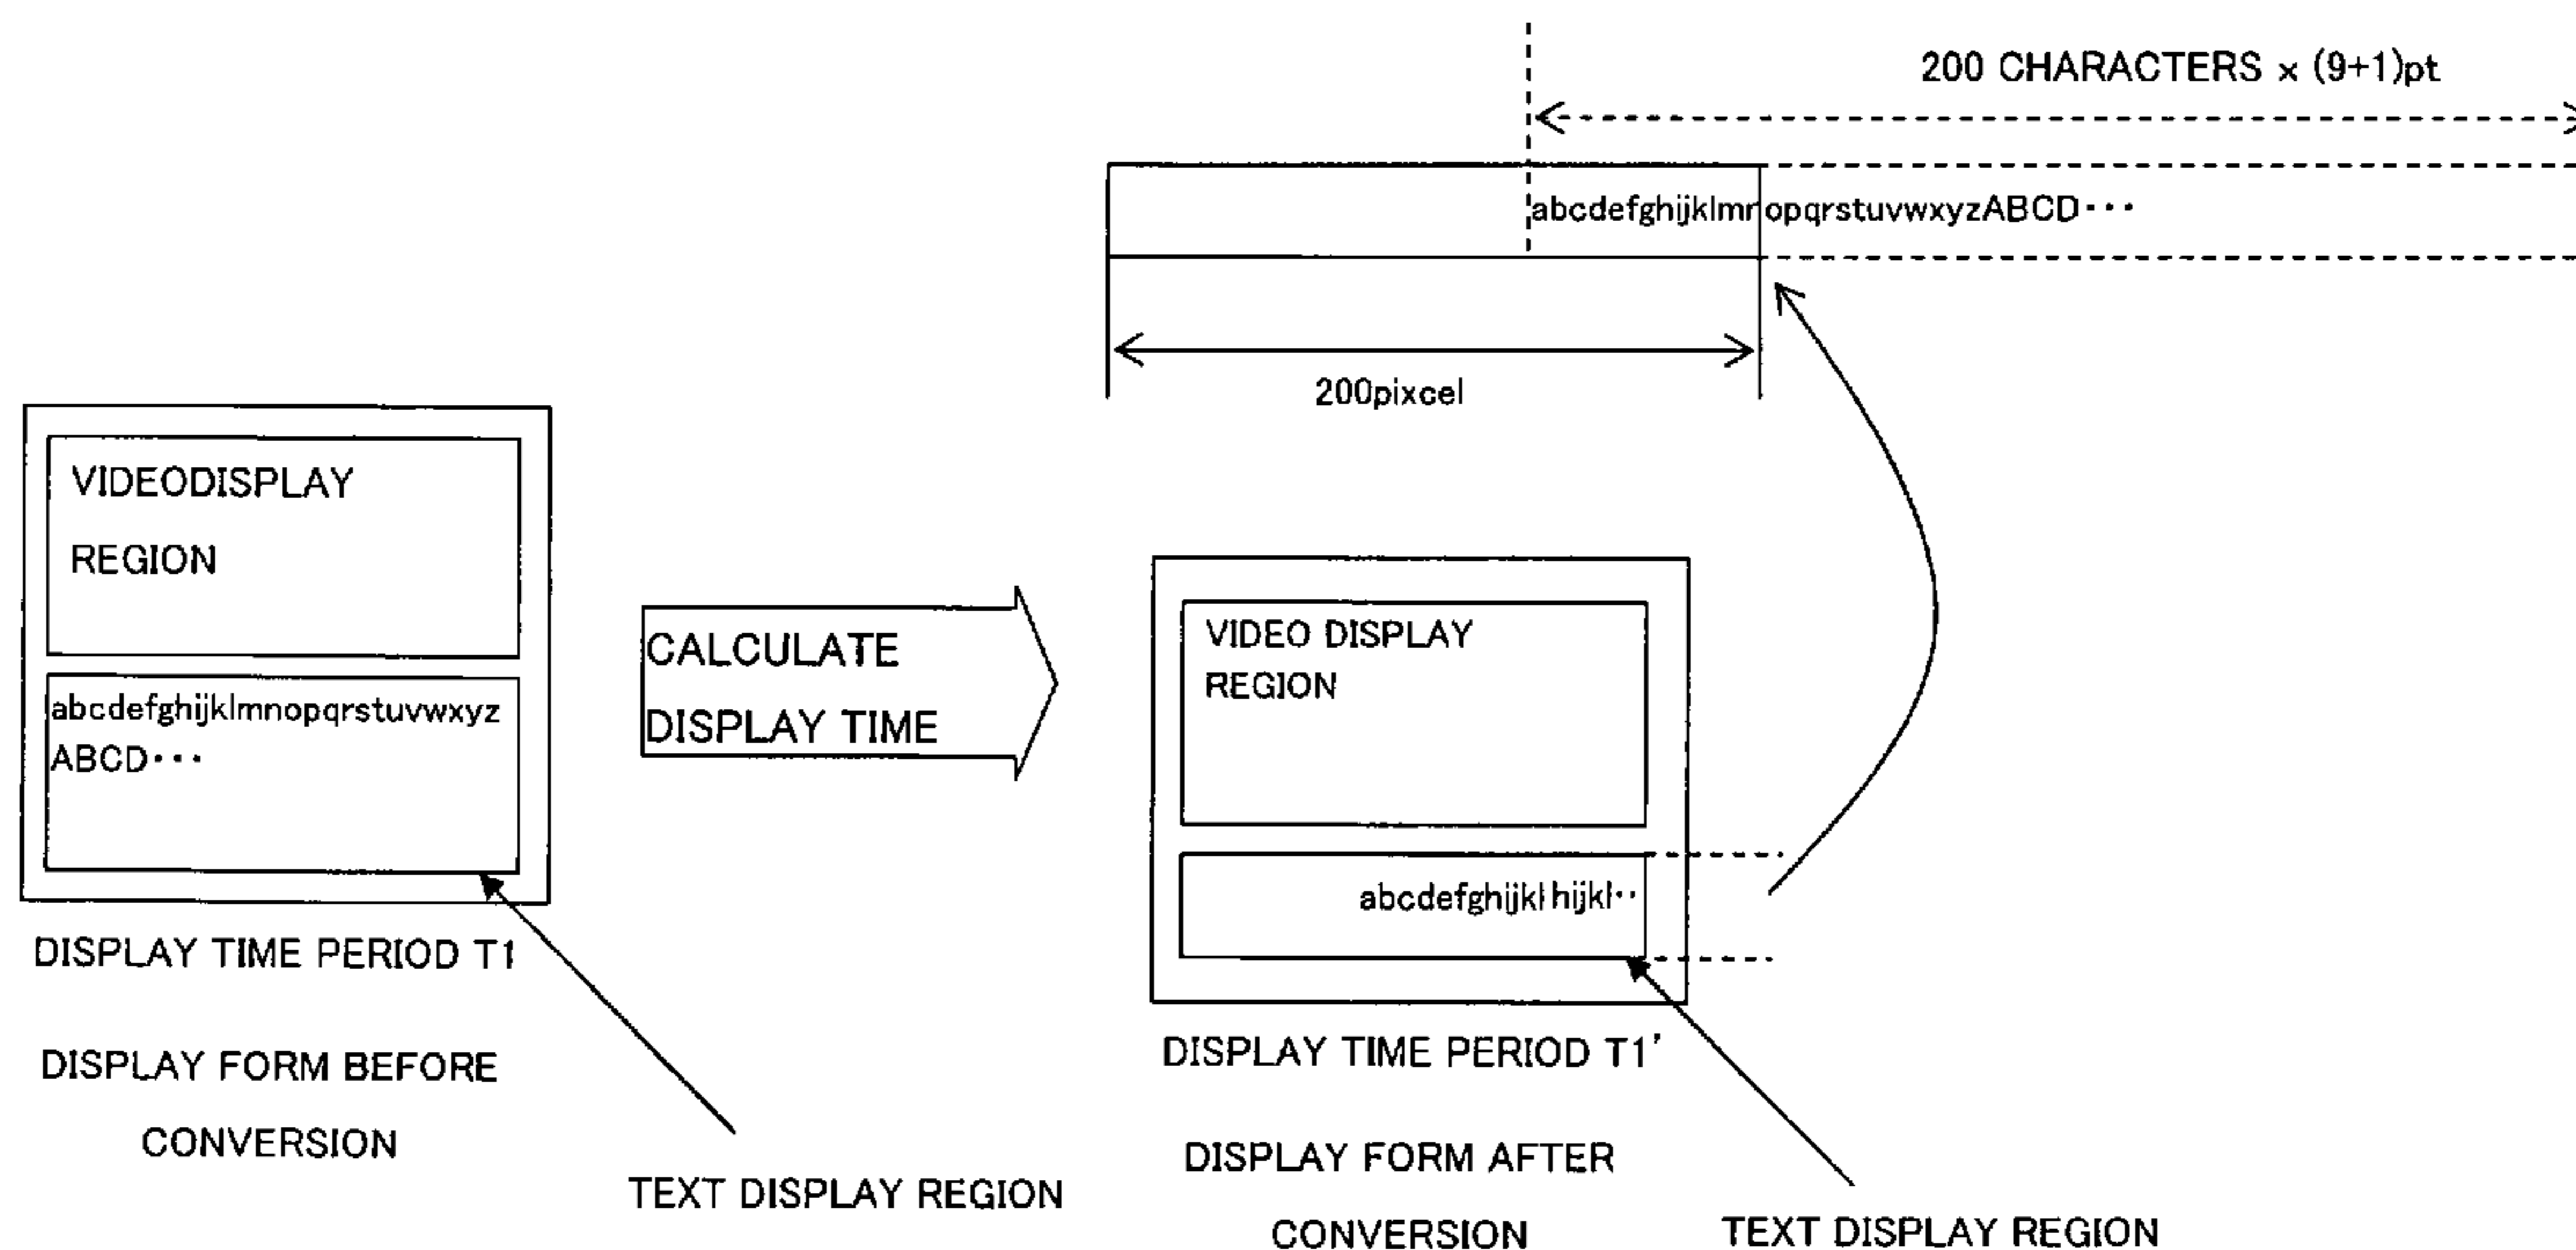 200 CHARACTERS × (9+1)pt
abcdefghijklmnopqrstuvwxyzABCD・・・
200pixcel
VIDEODISPLAY
REGION
abcdefghijklmnopqrstuvwxyz
ABCD・・・
DISPLAY TIME PERIOD T1
DISPLAY FORM BEFORE
CONVERSION
TEXT DISPLAY REGION
CALCULATE
DISPLAY TIME
VIDEO DISPLAY
REGION
abcdefghijkl hijkl・・
DISPLAY TIME PERIOD T1'
DISPLAY FORM AFTER
CONVERSION
TEXT DISPLAY REGION